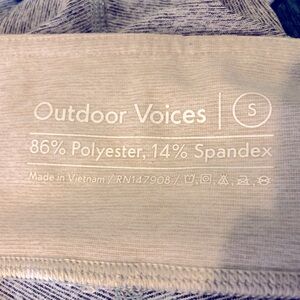 Outdoor Voices | S
86% Polyester, 14% Spandex
Made in Vietnam / RN147908 /